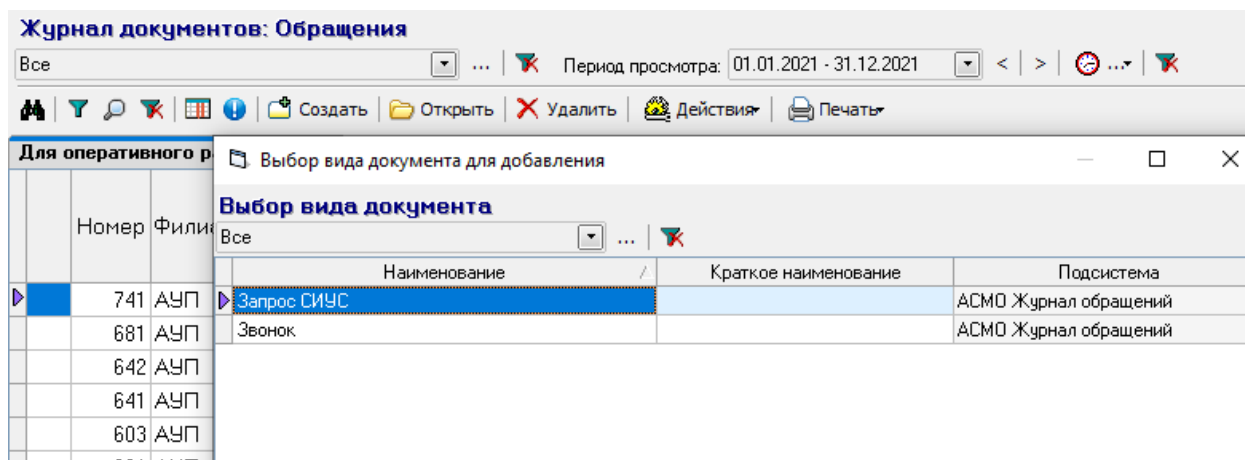 Журнал документов: Обращения
Все ... Период просмотра: 01.01.2021 - 31.12.2021 < > ...
Создать Открыть Удалить Действия Печать
Для оперативного р
Выбор вида документа для добавления
Выбор вида документа
Все ...
Номер Фили
Наименование Краткое наименование Подсистема
741 АУП Запрос СИУС АСМО Журнал обращений
681 АУП Звонок АСМО Журнал обращений
642 АУП
641 АУП
603 АУП